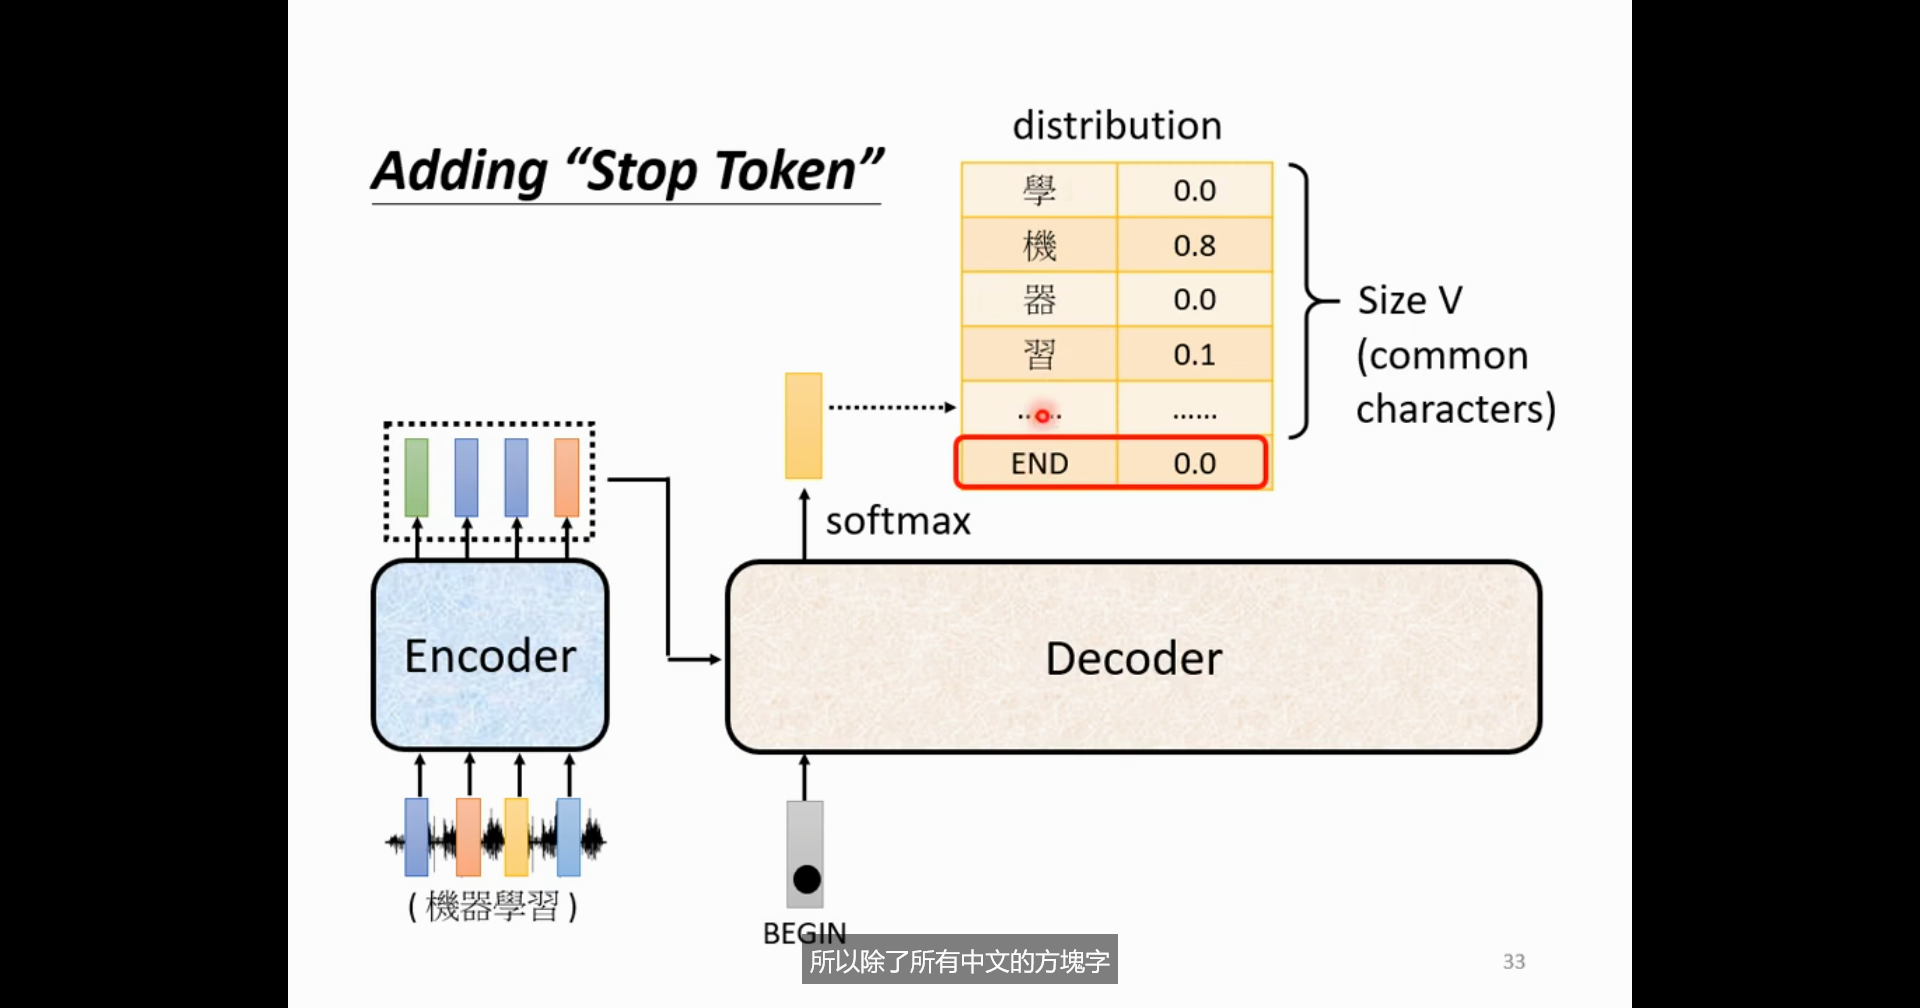 distribution
Adding “Stop Token”
學 0.0
機 0.8
器 0.0
習 0.1
...... ......
END 0.0
Size V
(common
characters)
softmax
Encoder
Decoder
( 機器學習 )
BEGIN
所以除了所有中文的方塊字
33